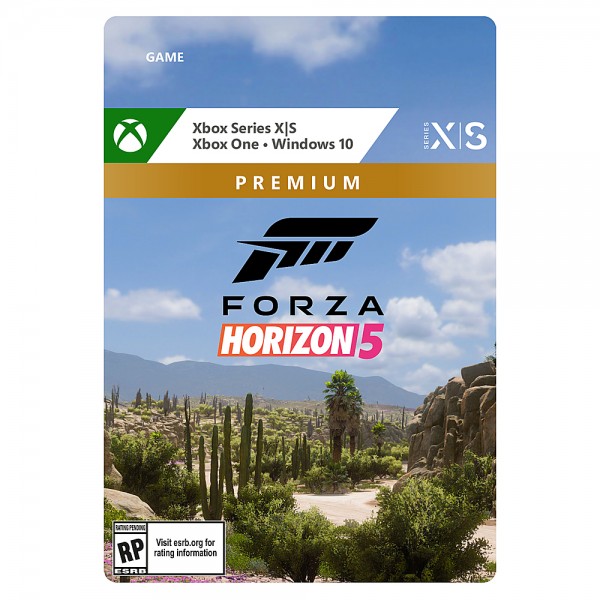 GAME
Xbox Series X|S
Xbox One • Windows 10
SERIES X|S
PREMIUM
FORZA
HORIZON 5
RATING PENDING
RP
ESRB
Visit esrb.org for
rating information